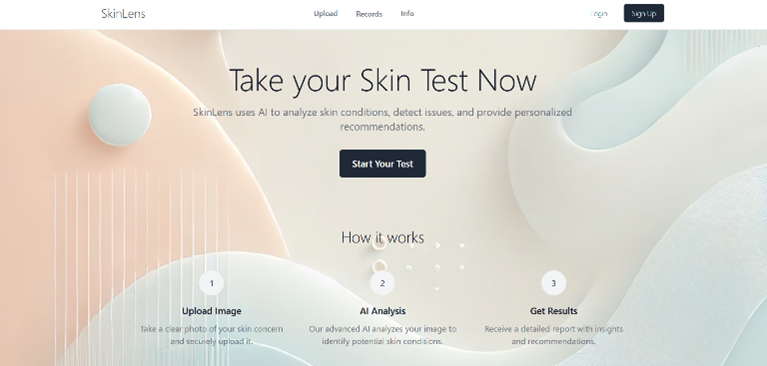 SkinLens
Upload Records Info
Login Sign Up
Take your Skin Test Now
SkinLens uses AI to analyze skin conditions, detect issues, and provide personalized
recommendations.
Start Your Test
How it works
1
Upload Image
Take a clear photo of your skin concern
and securely upload it.
2
AI Analysis
Our advanced AI analyzes your image to
identify potential skin conditions.
3
Get Results
Receive a detailed report with insights
and recommendations.